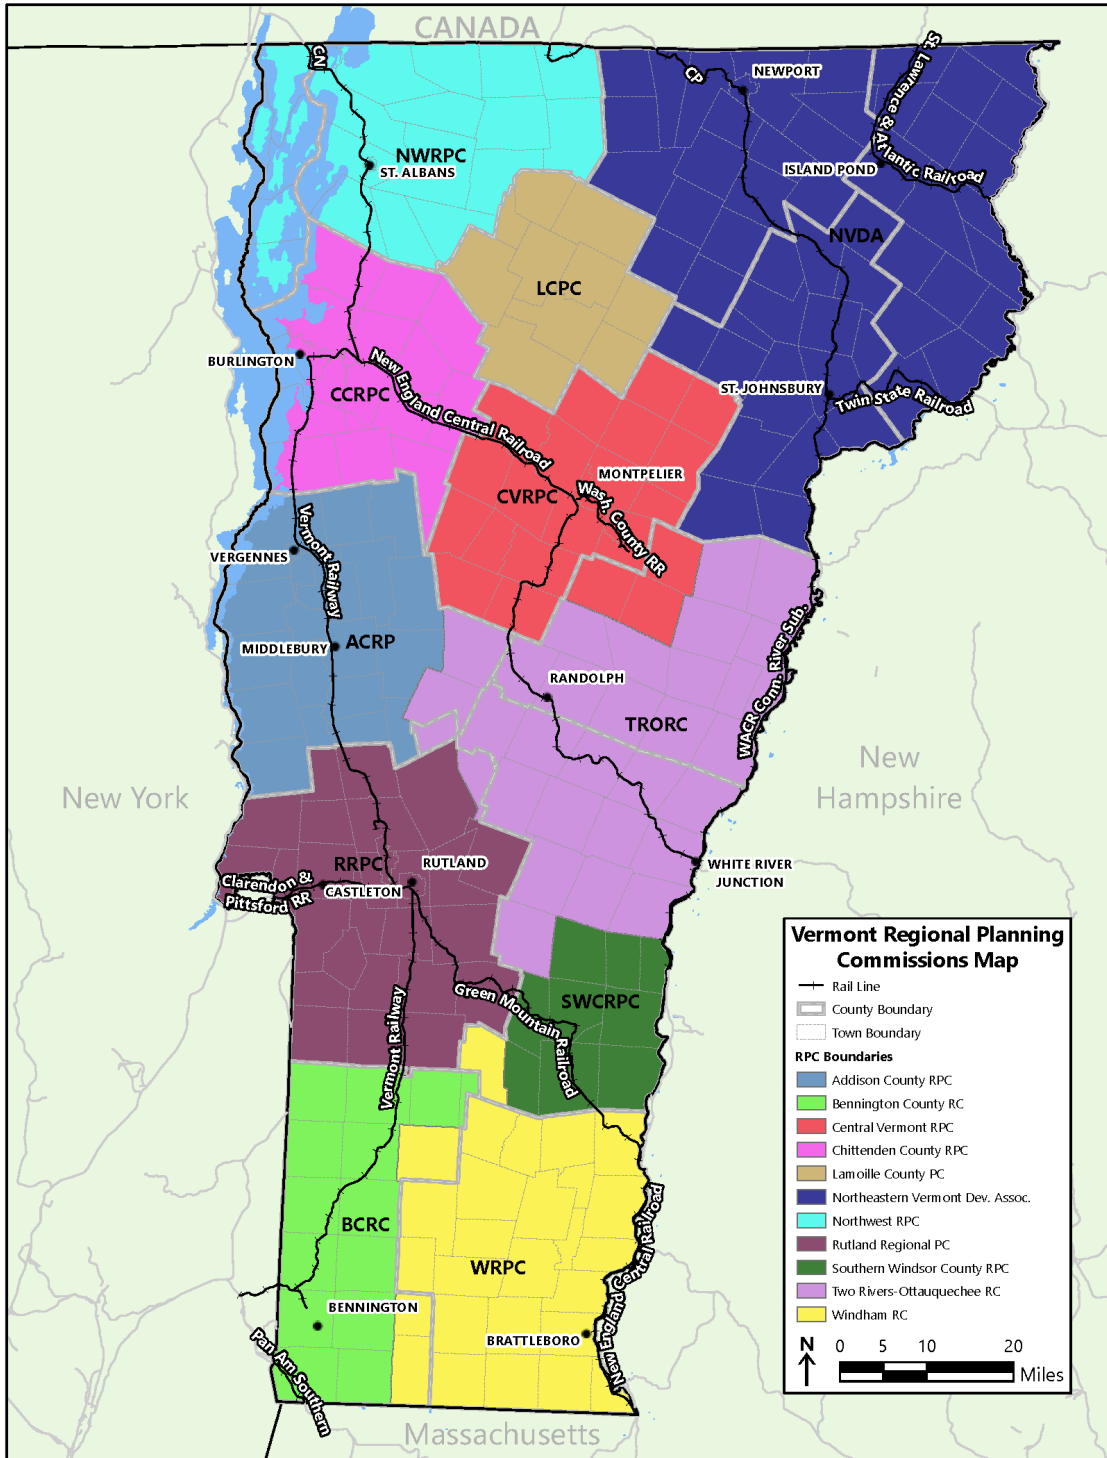 CANADA
CN
CP
NEWPORT
St. Lawrence & Atlantic Railroad
NWRPC
ST. ALBANS
ISLAND POND
NVDA
LCPC
BURLINGTON
New England Central Railroad
CCRPC
ST. JOHNSBURY
Twin State Railroad
MONTPELIER
CVRPC
Wash. County RR
VERGENNES
Vermont Railway
MIDDLEBURY
ACRP
WACR Conn. River Sub.
RANDOLPH
TRORC
New York
New
Hampshire
RRPC
RUTLAND
WHITE RIVER
JUNCTION
Clarendon &
Pittsford RR
CASTLETON
Vermont Railway
Green Mountain Railroad
SWCRPC
BCRC
WRPC
New England Central Railroad
BENNINGTON
BRATTLEBORO
Pan Am Southern
Massachusetts
Vermont Regional Planning
Commissions Map
Rail Line
County Boundary
Town Boundary
RPC Boundaries
Addison County RPC
Bennington County RC
Central Vermont RPC
Chittenden County RPC
Lamoille County PC
Northeastern Vermont Dev. Assoc.
Northwest RPC
Rutland Regional PC
Southern Windsor County RPC
Two Rivers-Ottauquechee RC
Windham RC
N
0 5 10 20
Miles